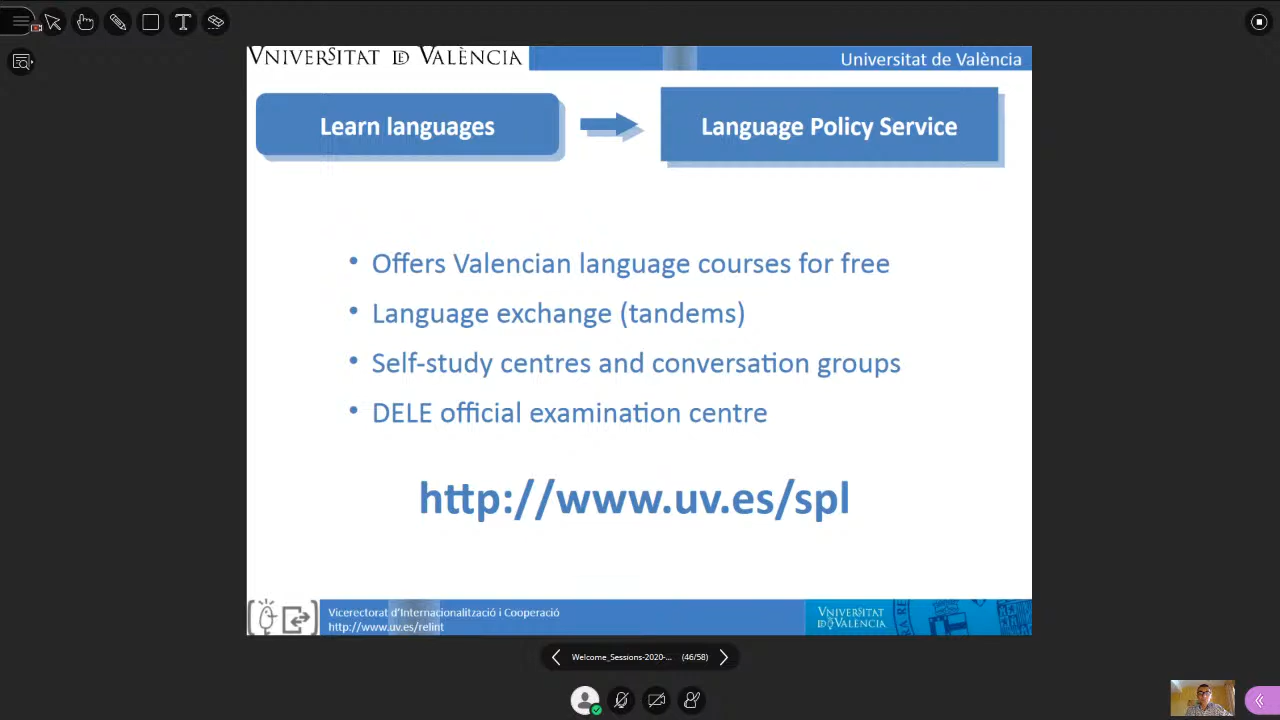 VNIVERSITAT DE VALÈNCIA
Universitat de València
Learn languages
Language Policy Service
• Offers Valencian language courses for free
• Language exchange (tandems)
• Self-study centres and conversation groups
• DELE official examination centre
http://www.uv.es/spl
Vicerectorat d'Internacionalització i Cooperació
http://www.uv.es/relint
VNIVERSITAT
DE VALÈNCIA
Welcome_Sessions-2020-... (46/58)